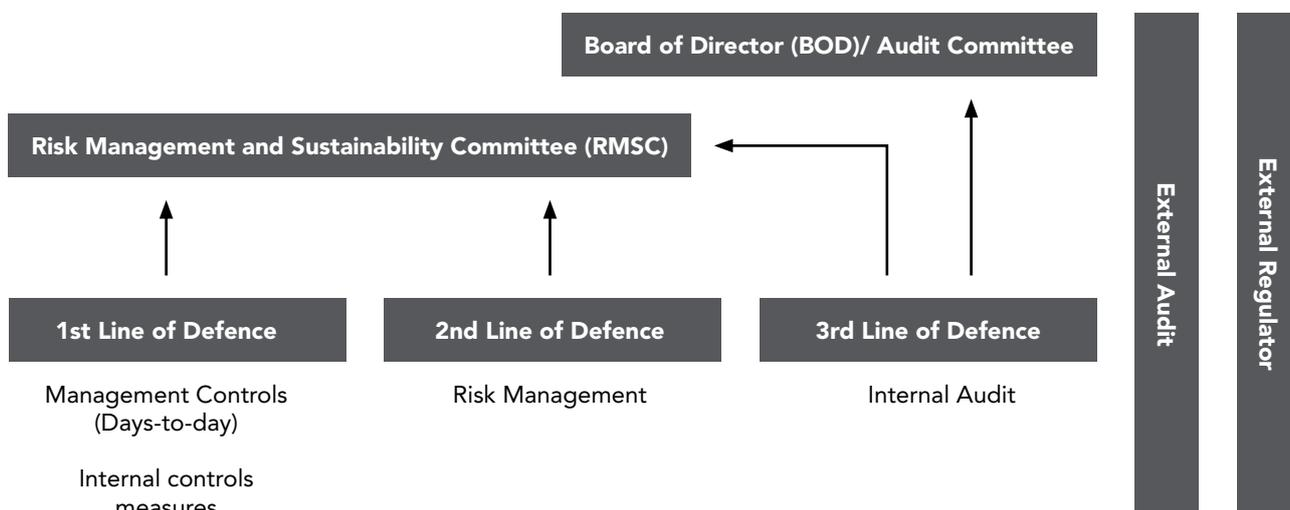 Board of Director (BOD)/ Audit Committee
Risk Management and Sustainability Committee (RMSC)
1st Line of Defence
2nd Line of Defence
3rd Line of Defence
Management Controls
(Days-to-day)
Risk Management
Internal Audit
Internal controls
measures
External Audit
External Regulator